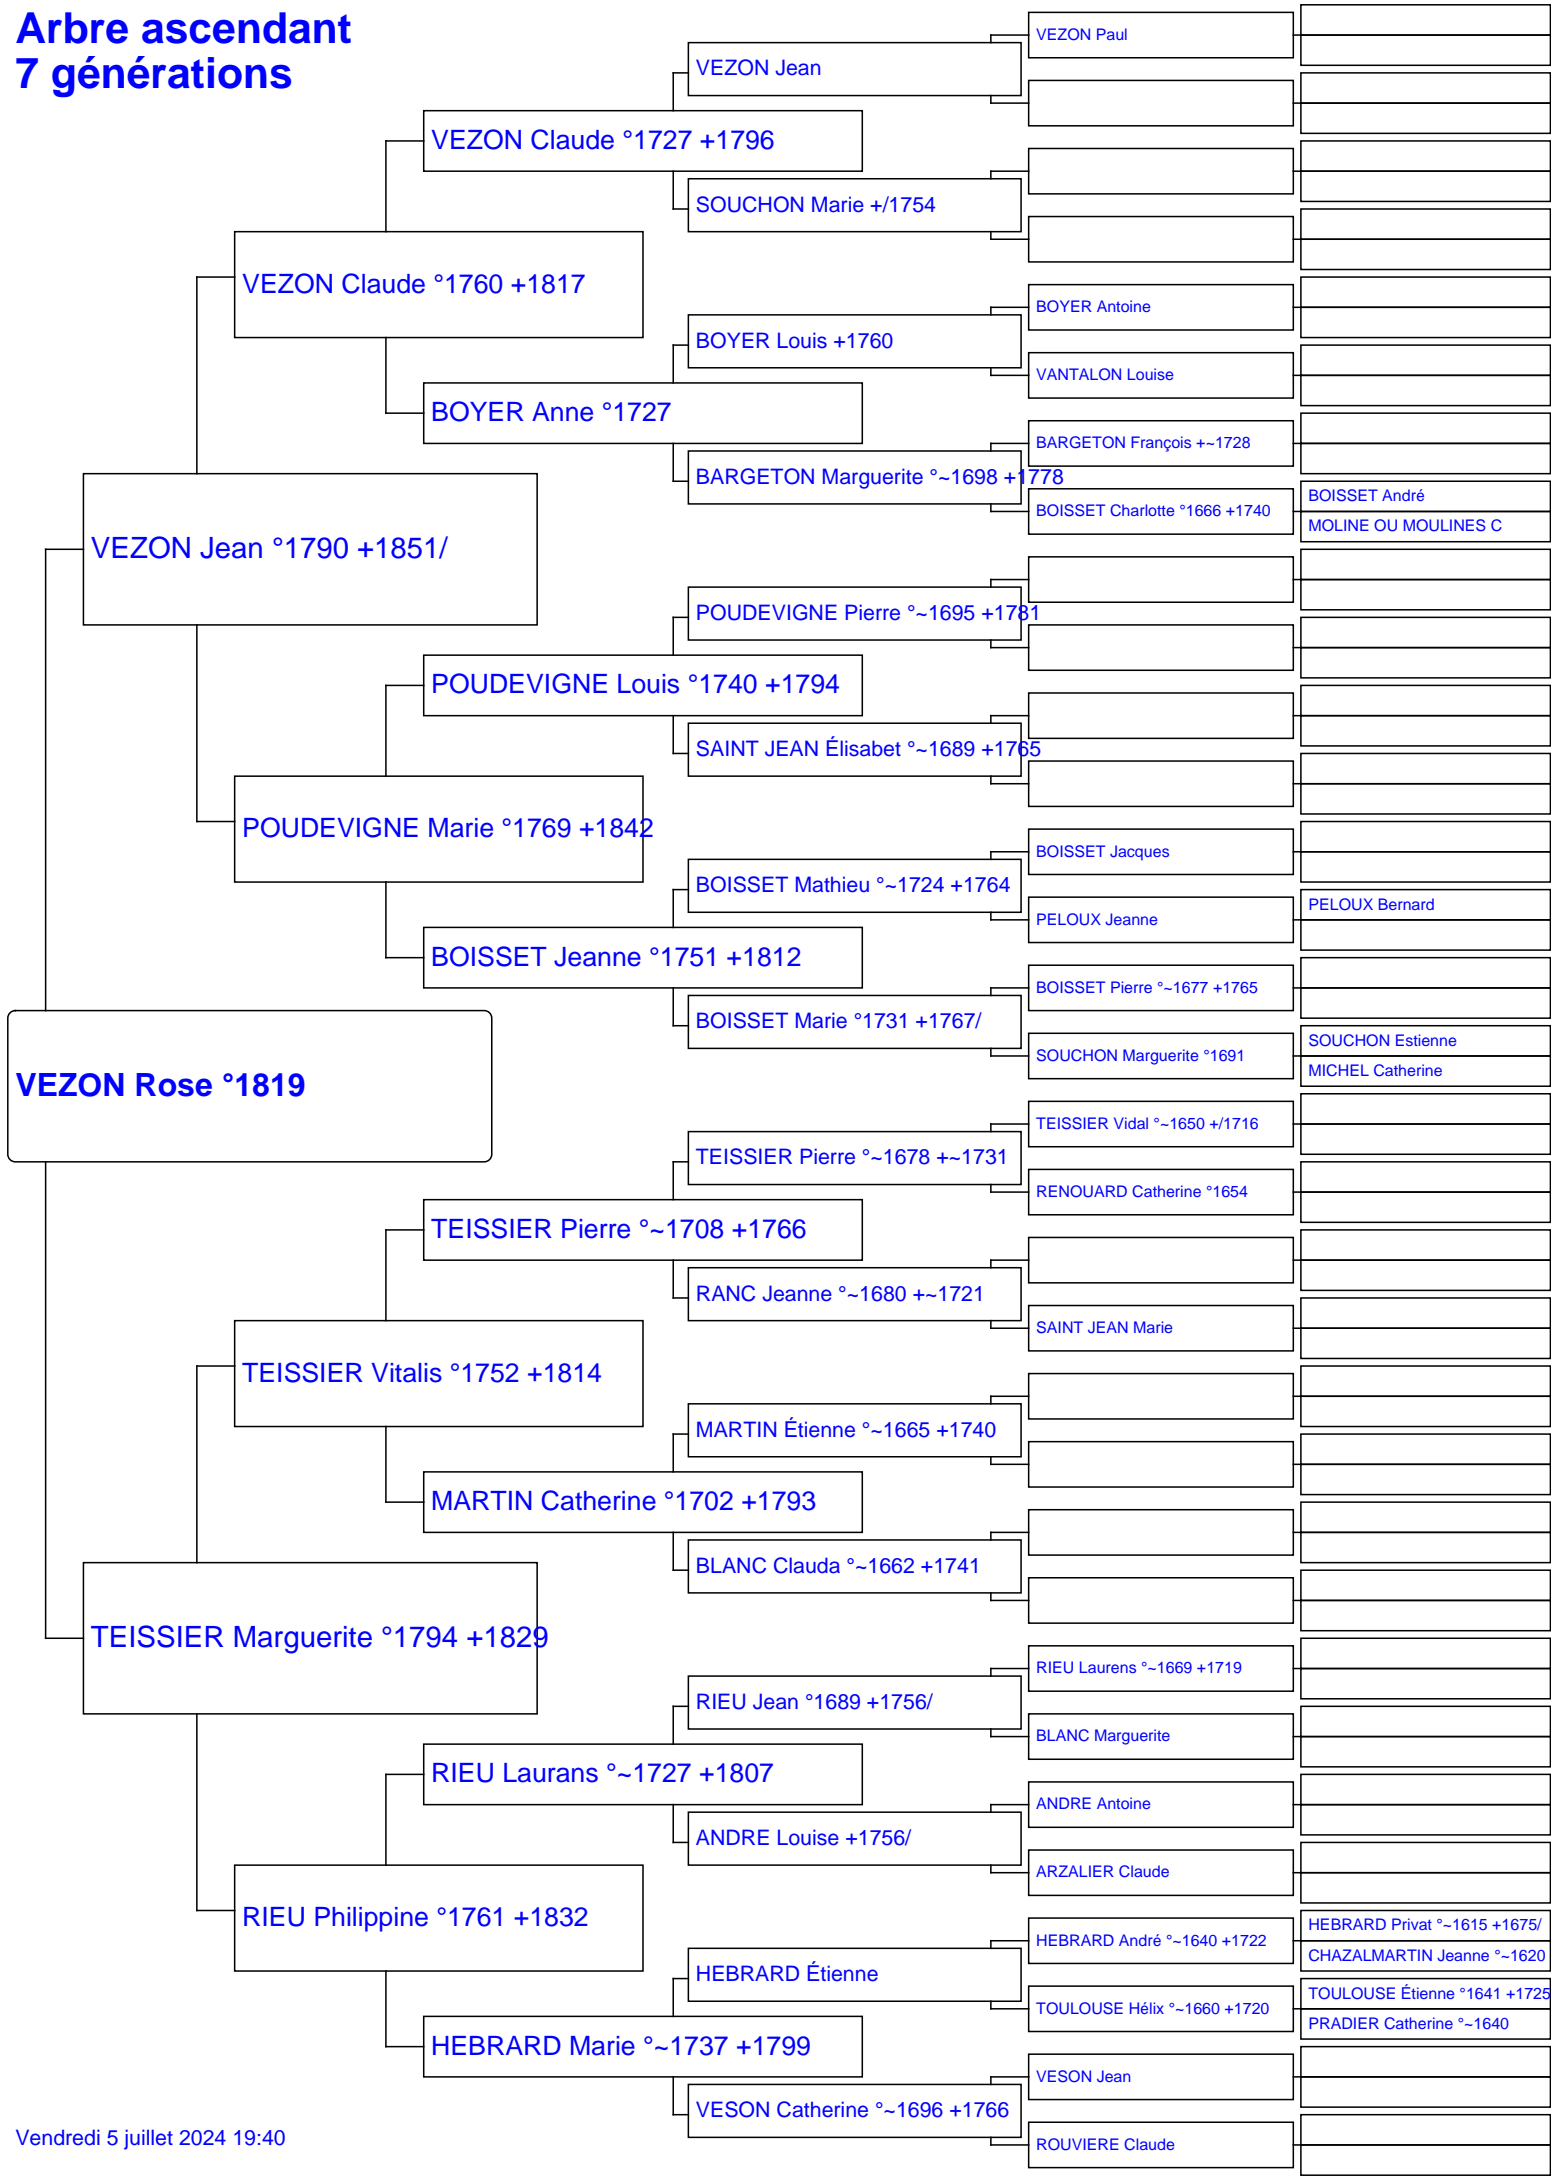 Arbre ascendant
7 générations
VEZON Paul
VEZON Jean
VEZON Claude °1727 +1796
SOUCHON Marie +/1754
VEZON Claude °1760 +1817
BOYER Antoine
BOYER Louis +1760
VANTALON Louise
BOYER Anne °1727
BARGETON François +~1728
BARGETON Marguerite °~1698 +1778
BOISSET André
BOISSET Charlotte °1666 +1740
MOLINE OU MOULINES C
VEZON Jean °1790 +1851/
POUDEVIGNE Pierre °~1695 +1781
POUDEVIGNE Louis °1740 +1794
SAINT JEAN Élisabet °~1689 +1765
POUDEVIGNE Marie °1769 +1842
BOISSET Jacques
BOISSET Mathieu °~1724 +1764
PELOUX Bernard
PELOUX Jeanne
BOISSET Jeanne °1751 +1812
BOISSET Pierre °~1677 +1765
BOISSET Marie °1731 +1767/
SOUCHON Estienne
SOUCHON Marguerite °1691
MICHEL Catherine
VEZON Rose °1819
TEISSIER Vidal °~1650 +/1716
TEISSIER Pierre °~1678 +~1731
RENOUARD Catherine °1654
TEISSIER Pierre °~1708 +1766
RANC Jeanne °~1680 +~1721
SAINT JEAN Marie
TEISSIER Vitalis °1752 +1814
MARTIN Étienne °~1665 +1740
MARTIN Catherine °1702 +1793
BLANC Clauda °~1662 +1741
TEISSIER Marguerite °1794 +1829
RIEU Laurens °~1669 +1719
RIEU Jean °1689 +1756/
BLANC Marguerite
RIEU Laurans °~1727 +1807
ANDRE Antoine
ANDRE Louise +1756/
ARZALIER Claude
RIEU Philippine °1761 +1832
HEBRARD Privat °~1615 +1675/
HEBRARD André °~1640 +1722
CHAZALMARTIN Jeanne °~1620
HEBRARD Étienne
TOULOUSE Étienne °1641 +1725
TOULOUSE Hélix °~1660 +1720
PRADIER Catherine °~1640
HEBRARD Marie °~1737 +1799
VESON Jean
VESON Catherine °~1696 +1766
ROUVIERE Claude
Vendredi 5 juillet 2024 19:40